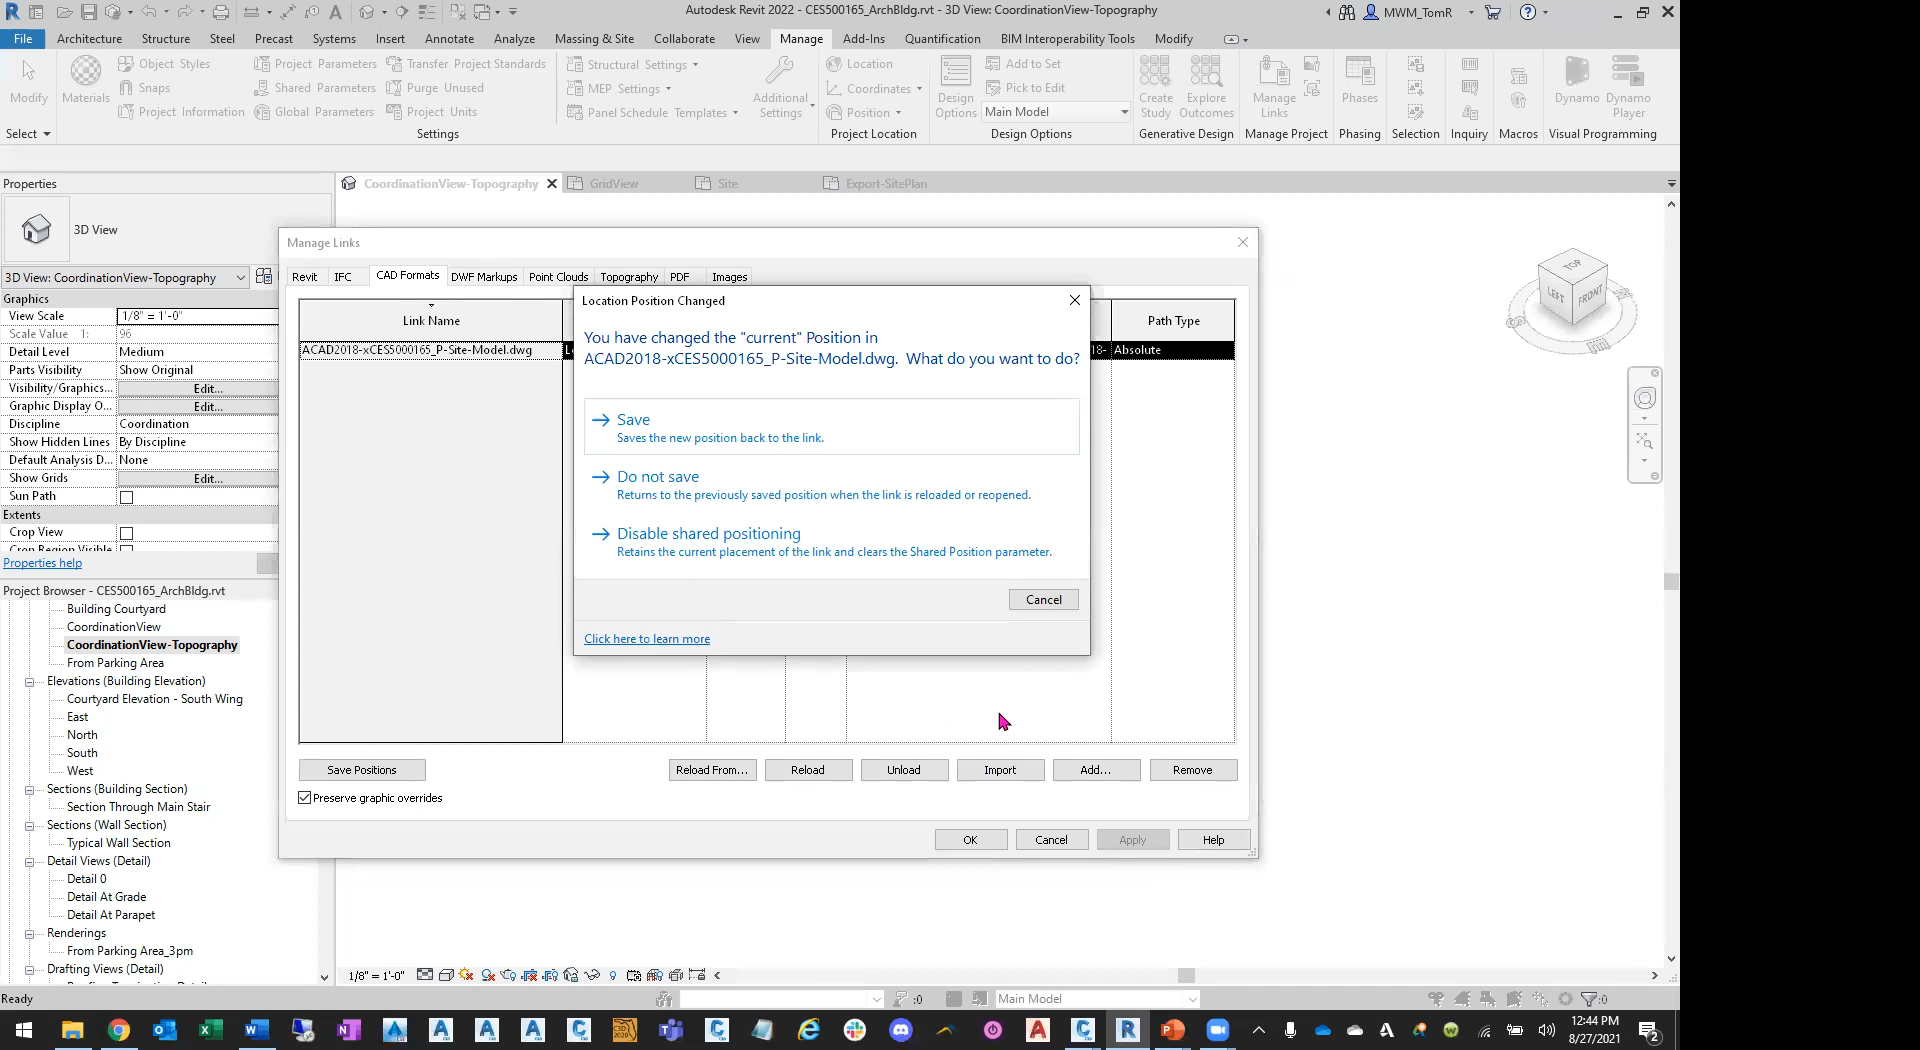 Autodesk Revit 2022 - CES500165_ArchBldg.rvt - 3D View: CoordinationView-Topography
MWM_TomR
File Architecture Structure Steel Precast Systems Insert Annotate Analyze Massing & Site Collaborate View Manage Add-Ins Quantification BIM Interoperability Tools Modify
Object Styles Project Parameters Transfer Project Standards Structural Settings Location Add to Set
Snaps Shared Parameters Purge Unused MEP Settings Coordinates Pick to Edit
Modify Materials Additional Settings Design Options Create Study Explore Outcomes Manage Links Phases Dynamo Dynamo Player
Project Information Global Parameters Project Units Panel Schedule Templates Position Main Model
Select Settings Project Location Design Options Generative Design Manage Project Phasing Selection Inquiry Macros Visual Programming
Properties
CoordinationView-Topography GridView Site Export-SitePlan
3D View
3D View: CoordinationView-Topography
Graphics
View Scale 1/8" = 1'-0"
Scale Value 1: 96
Detail Level Medium
Parts Visibility Show Original
Visibility/Graphics... Edit...
Graphic Display O... Edit...
Discipline Coordination
Show Hidden Lines By Discipline
Default Analysis D... None
Show Grids Edit...
Sun Path
Extents
Crop View
Crop Region Visible
Properties help
Project Browser - CES500165_ArchBldg.rvt
Building Courtyard
CoordinationView
CoordinationView-Topography
From Parking Area
Elevations (Building Elevation)
Courtyard Elevation - South Wing
East
North
South
West
Sections (Building Section)
Section Through Main Stair
Sections (Wall Section)
Typical Wall Section
Detail Views (Detail)
Detail 0
Detail At Grade
Detail At Parapet
Renderings
From Parking Area_3pm
Drafting Views (Detail)
Manage Links
Revit IFC CAD Formats DWF Markups Point Clouds Topography PDF Images
Link Name Path Type
ACAD2018-xCES5000165_P-Site-Model.dwg 18- Absolute
Location Position Changed
You have changed the "current" Position in
ACAD2018-xCES5000165_P-Site-Model.dwg. What do you want to do?
Save
Saves the new position back to the link.
Do not save
Returns to the previously saved position when the link is reloaded or reopened.
Disable shared positioning
Retains the current placement of the link and clears the Shared Position parameter.
Cancel
Click here to learn more
Save Positions Reload From... Reload Unload Import Add... Remove
Preserve graphic overrides
OK Cancel Apply Help
TOP
LEFT FRONT
1/8" = 1'-0"
Ready :0 Main Model :0
12:44 PM
8/27/2021
2